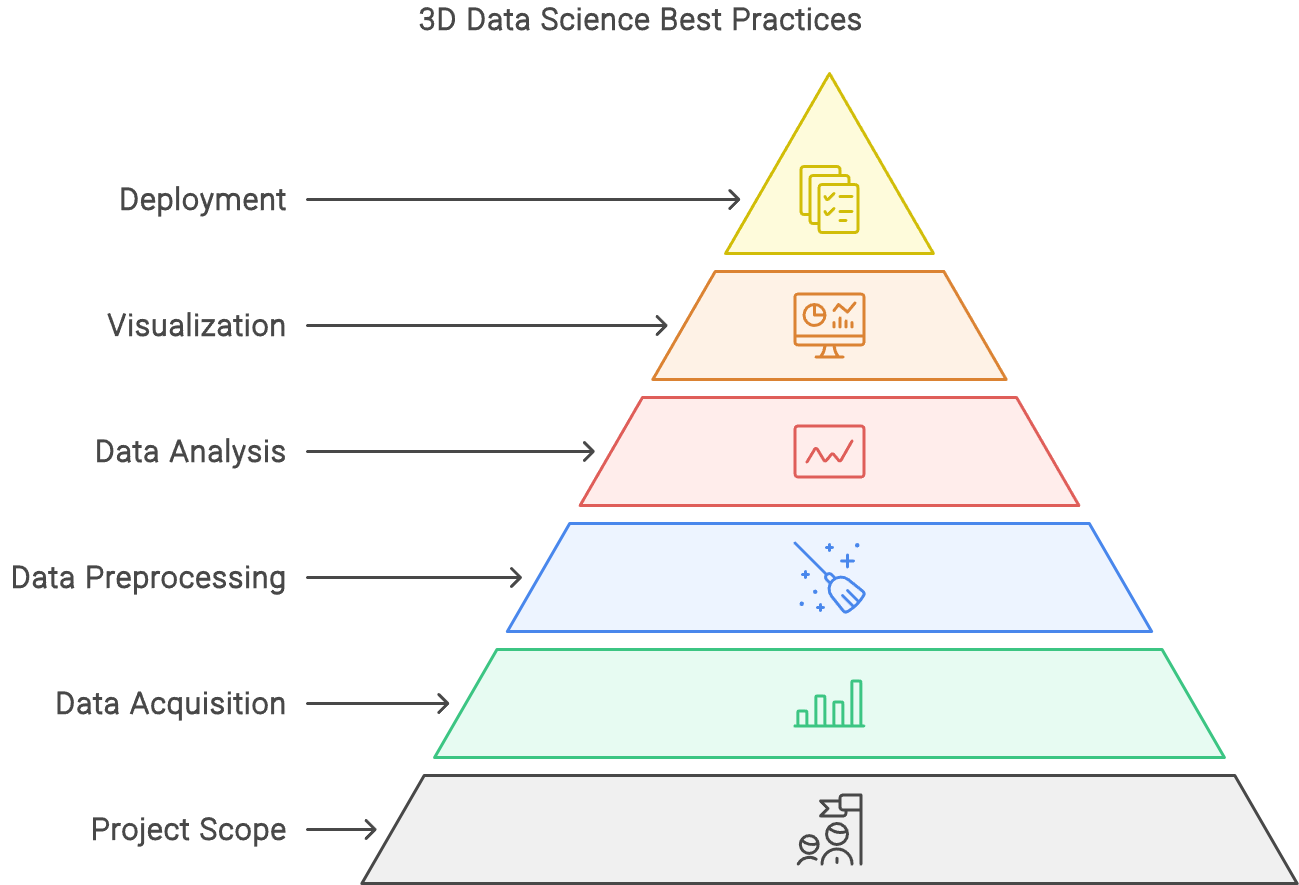 3D Data Science Best Practices
Deployment
Visualization
Data Analysis
Data Preprocessing
Data Acquisition
Project Scope